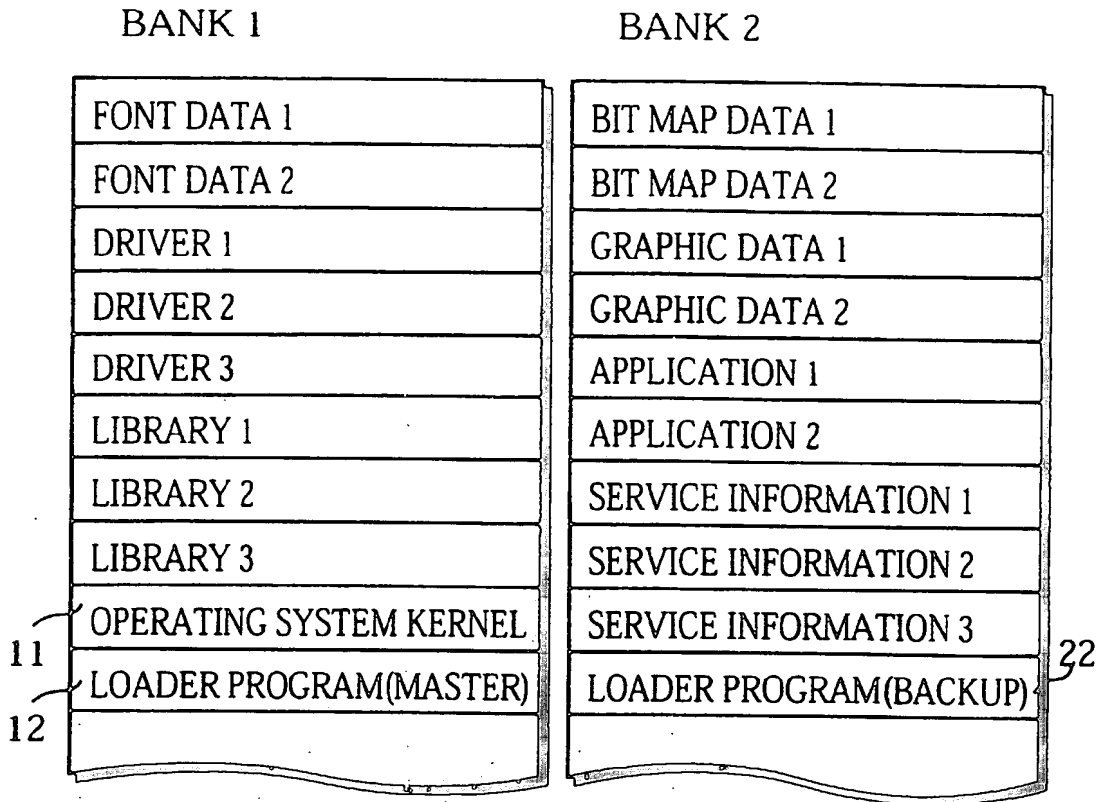 BANK 1
FONT DATA 1
FONT DATA 2
DRIVER 1
DRIVER 2
DRIVER 3
LIBRARY 1
LIBRARY 2
LIBRARY 3
OPERATING SYSTEM KERNEL
11
LOADER PROGRAM(MASTER)
12
BANK 2
BIT MAP DATA 1
BIT MAP DATA 2
GRAPHIC DATA 1
GRAPHIC DATA 2
APPLICATION 1
APPLICATION 2
SERVICE INFORMATION 1
SERVICE INFORMATION 2
SERVICE INFORMATION 3
LOADER PROGRAM(BACKUP)
22